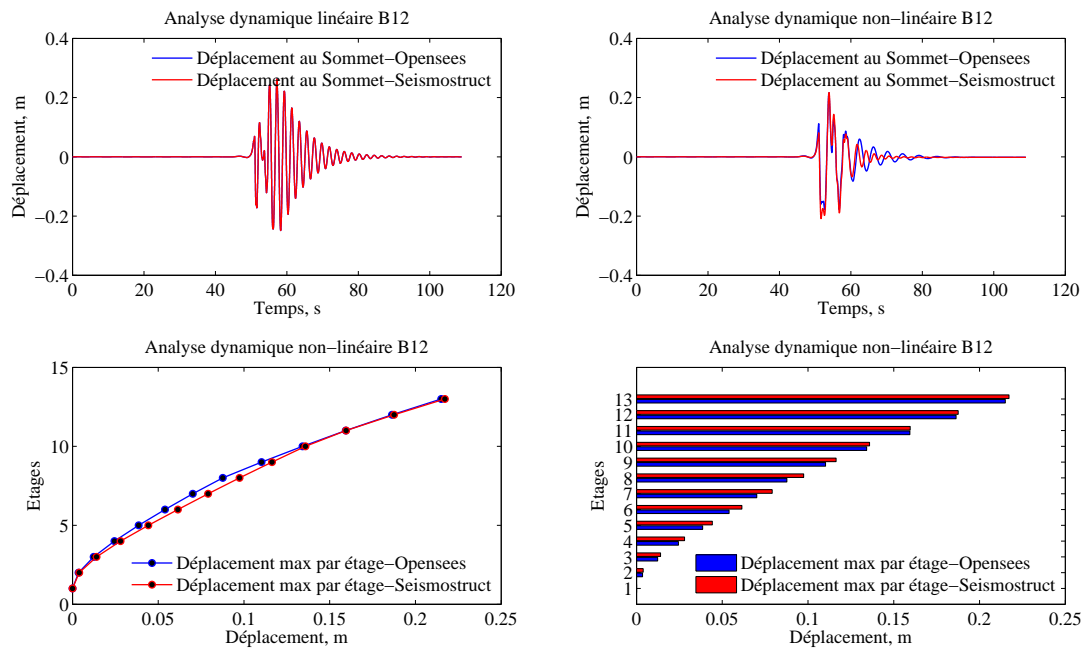 Analyse dynamique linéaire B12
Déplacement, m
0.4
0.2
0
−0.2
−0.4
Déplacement au Sommet−Opensees
Déplacement au Sommet−Seismostruct
0 20 40 60 80 100 120
Temps, s
Analyse dynamique non−linéaire B12
Déplacement, m
0.4
0.2
0
−0.2
−0.4
Déplacement au Sommet−Opensees
Déplacement au Sommet−Seismostruct
0 20 40 60 80 100 120
Temps, s
Analyse dynamique non−linéaire B12
Etages
15
10
5
0
Déplacement max par étage−Opensees
Déplacement max par étage−Seismostruct
0 0.05 0.1 0.15 0.2 0.25
Déplacement, m
Analyse dynamique non−linéaire B12
Etages
13
12
11
10
9
8
7
6
5
4
3
2
1
Déplacement max par étage−Opensees
Déplacement max par étage−Seismostruct
0 0.05 0.1 0.15 0.2 0.25
Déplacement, m